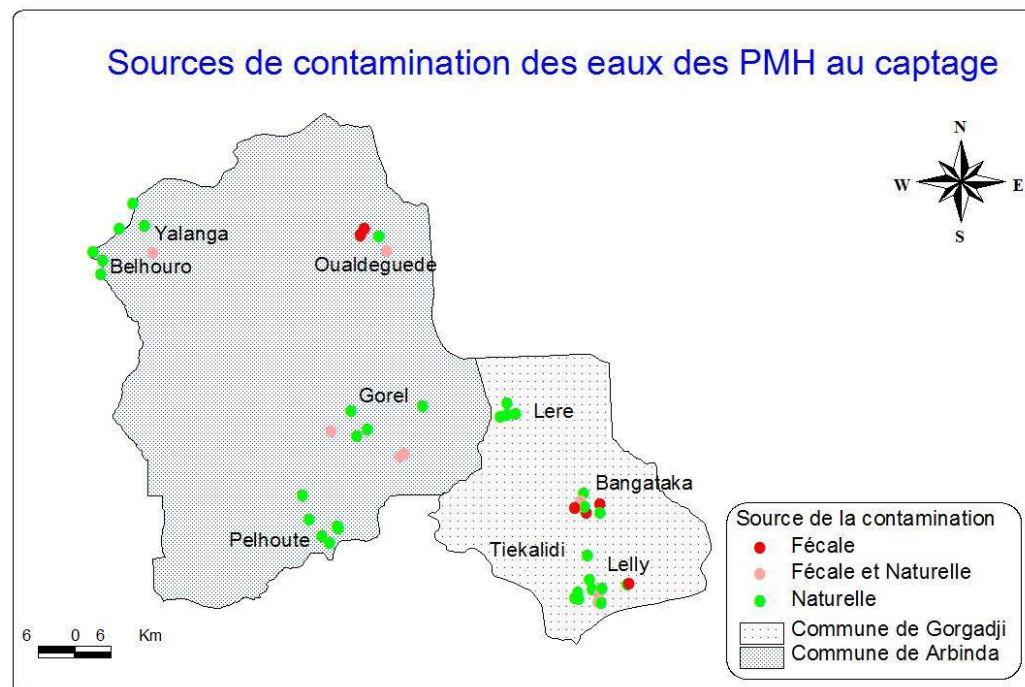 Sources de contamination des eaux des PMH au captage
N
W E
S
Yalanga
Belhouro
Oualdeguede
Gorel
Lere
Bangataka
Pelhoute
Tiekalidi
Lelly
Source de la contamination
Fécale
Fécale et Naturelle
Naturelle
Commune de Gorgadji
Commune de Arbinda
6 0 6 Km